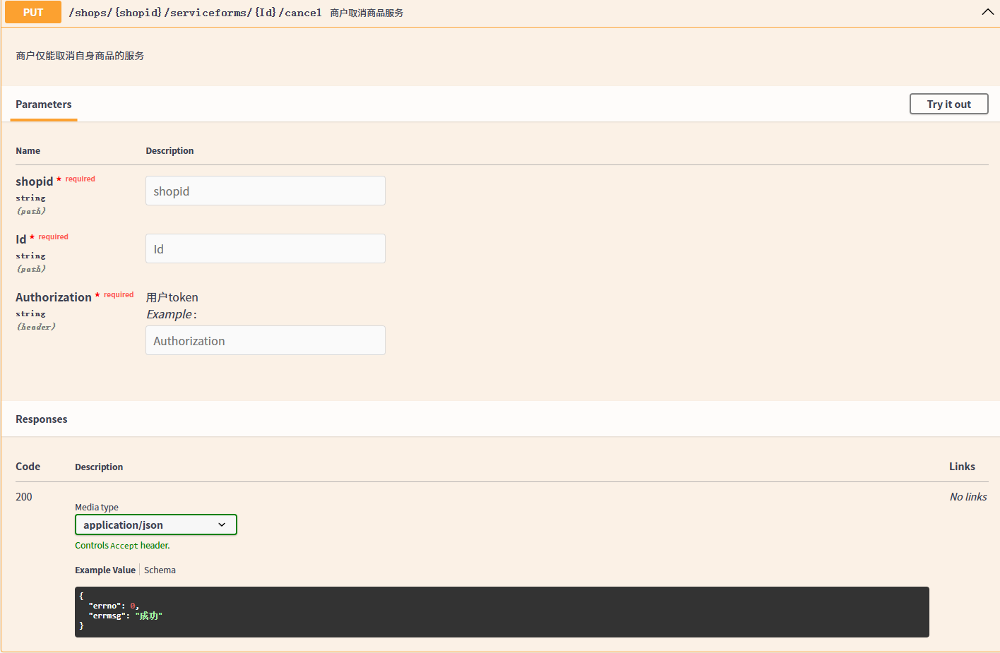 PUT /shops/{shopid}/serviceforms/{Id}/cancel 商户取消商品服务
商户仅能取消自身商品的服务
Parameters
Try it out
Name Description
shopid * required
string
(path)
shopid
Id * required
string
(path)
Id
Authorization * required
string
(header)
用户token
Example :
Authorization
Responses
Code Description Links
200 No links
Media type
application/json
Controls Accept header.
Example Value Schema
{
"errno": 0,
"errmsg": "成功"
}